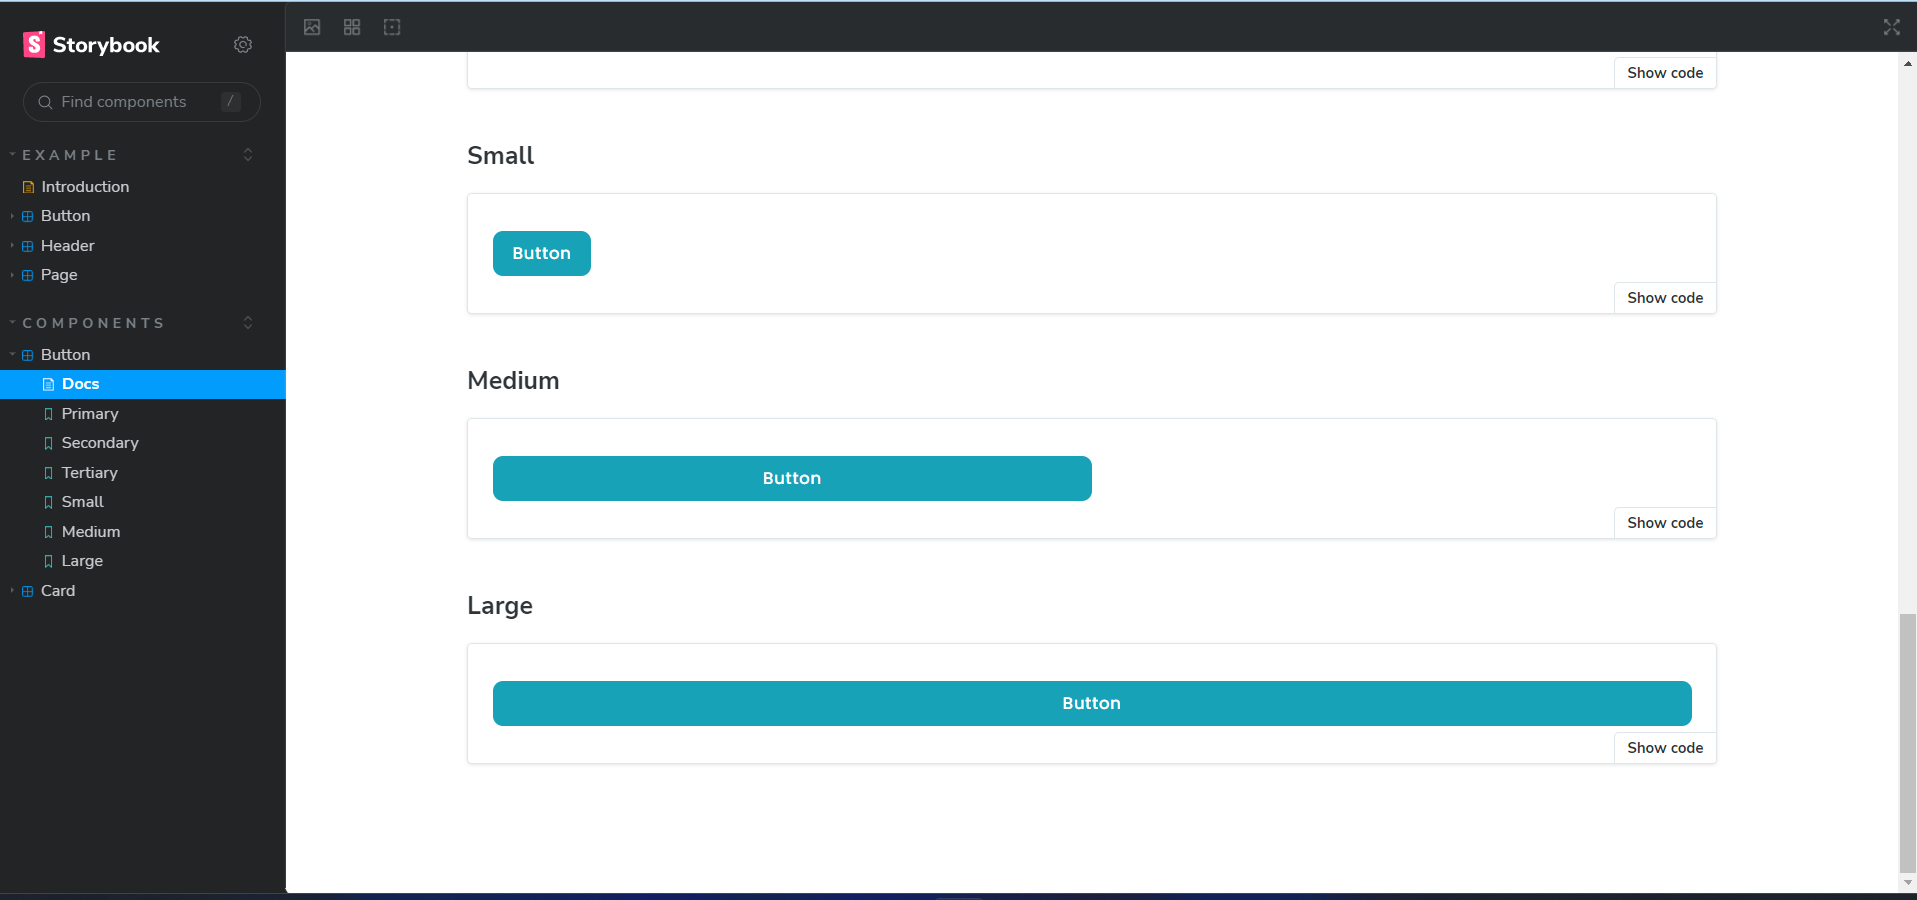 Storybook
Find components /
EXAMPLE
Introduction
Button
Header
Page
COMPONENTS
Button
Docs
Primary
Secondary
Tertiary
Small
Medium
Large
Card
Show code
Small
Button
Show code
Medium
Button
Show code
Large
Button
Show code